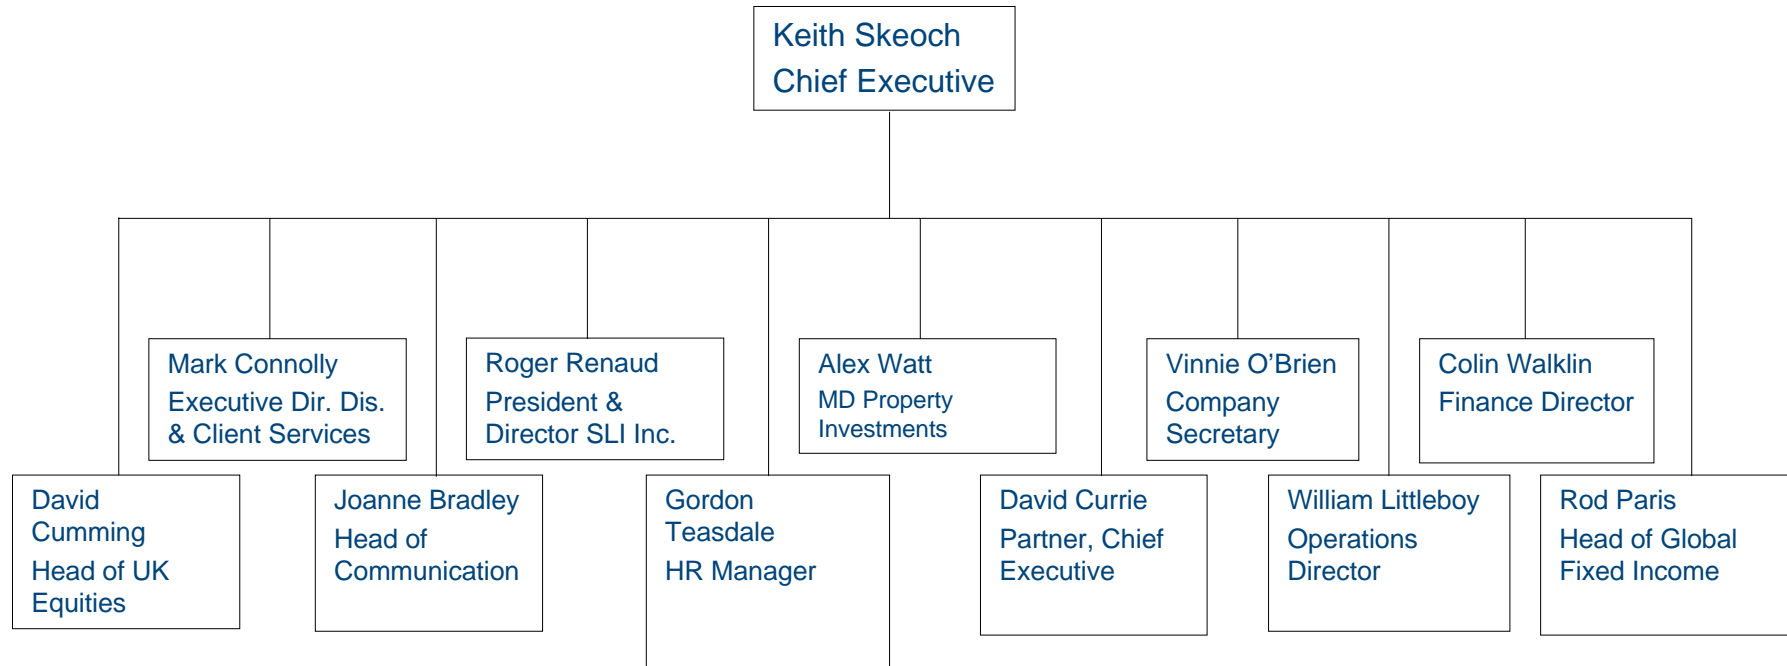 Keith Skeoch
Chief Executive
Mark Connolly
Executive Dir. Dis.
& Client Services
Roger Renaud
President &
Director SLI Inc.
Alex Watt
MD Property
Investments
Vinnie O’Brien
Company
Secretary
Colin Walklin
Finance Director
David
Cumming
Head of UK
Equities
Joanne Bradley
Head of
Communication
Gordon
Teasdale
HR Manager
David Currie
Partner, Chief
Executive
William Littleboy
Operations
Director
Rod Paris
Head of Global
Fixed Income